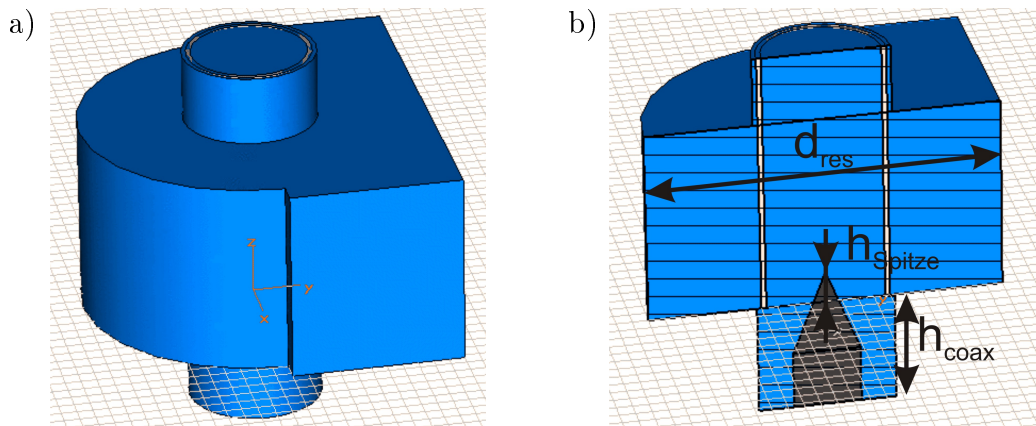 a)
z
y
x
b)
d_res
h_Spitze
h_coax